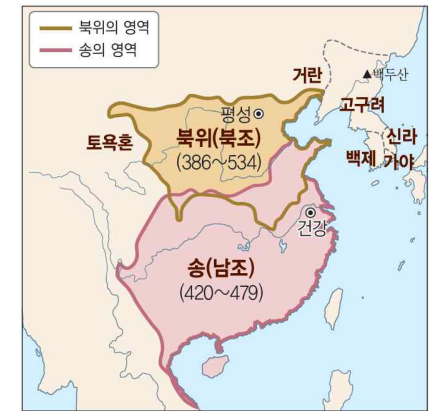 북위의 영역
송의 영역
거란
▲백두산
고구려
평성
토욕혼
북위(북조)
(386～534)
신라
백제 가야
건강
송(남조)
(420～479)